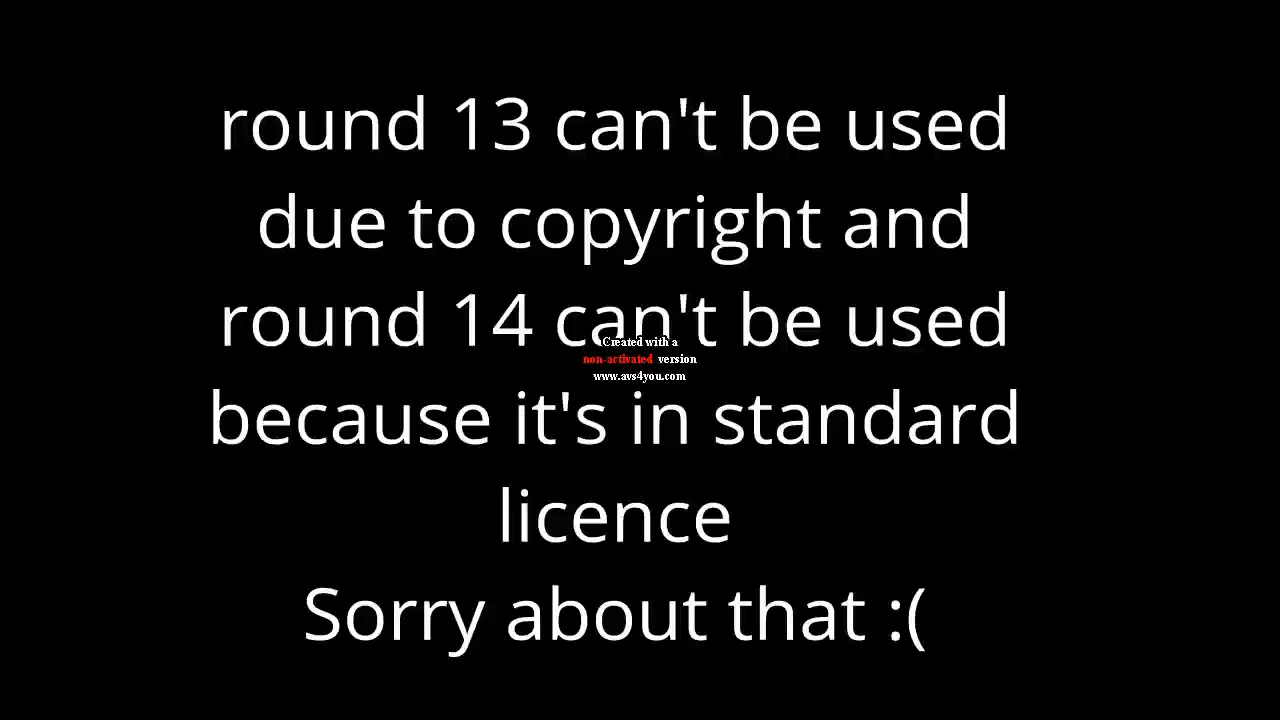 round 13 can't be used
due to copyright and
round 14 can't be used
Created with a
non-activated version
www.avs4you.com
because it's in standard
licence
Sorry about that :(